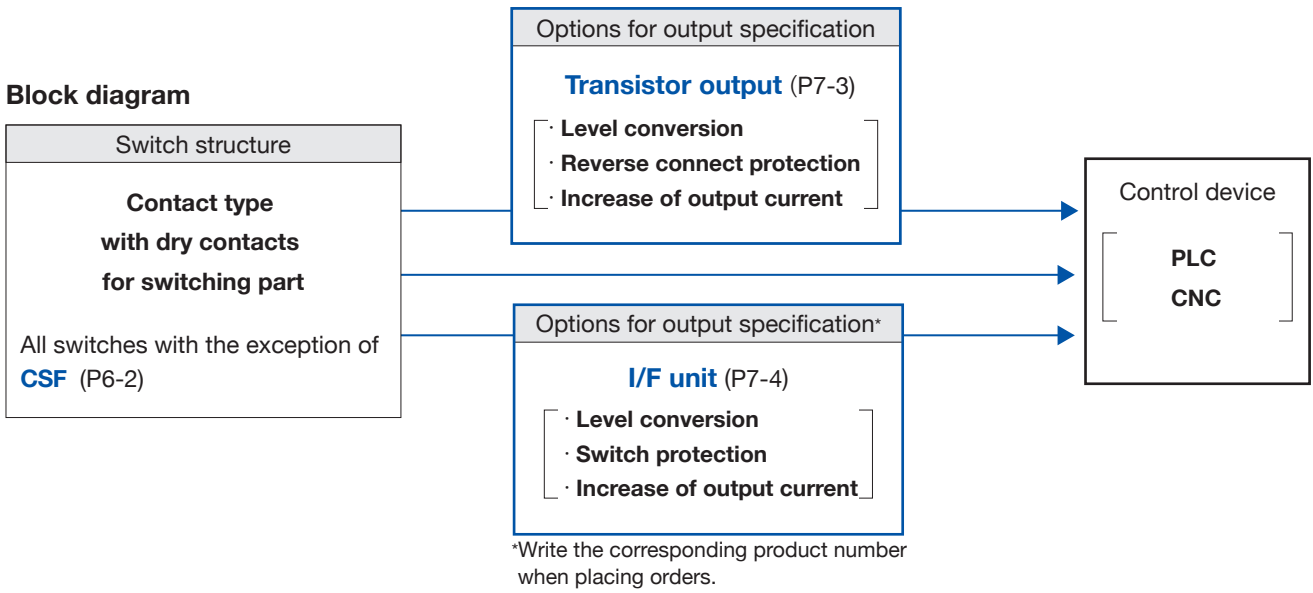 Block diagram
Switch structure
Contact type
with dry contacts
for switching part
All switches with the exception of
CSF (P6-2)
Options for output specification
Transistor output (P7-3)
· Level conversion
· Reverse connect protection
· Increase of output current
Options for output specification*
I/F unit (P7-4)
· Level conversion
· Switch protection
· Increase of output current
*Write the corresponding product number
when placing orders.
Control device
PLC
CNC